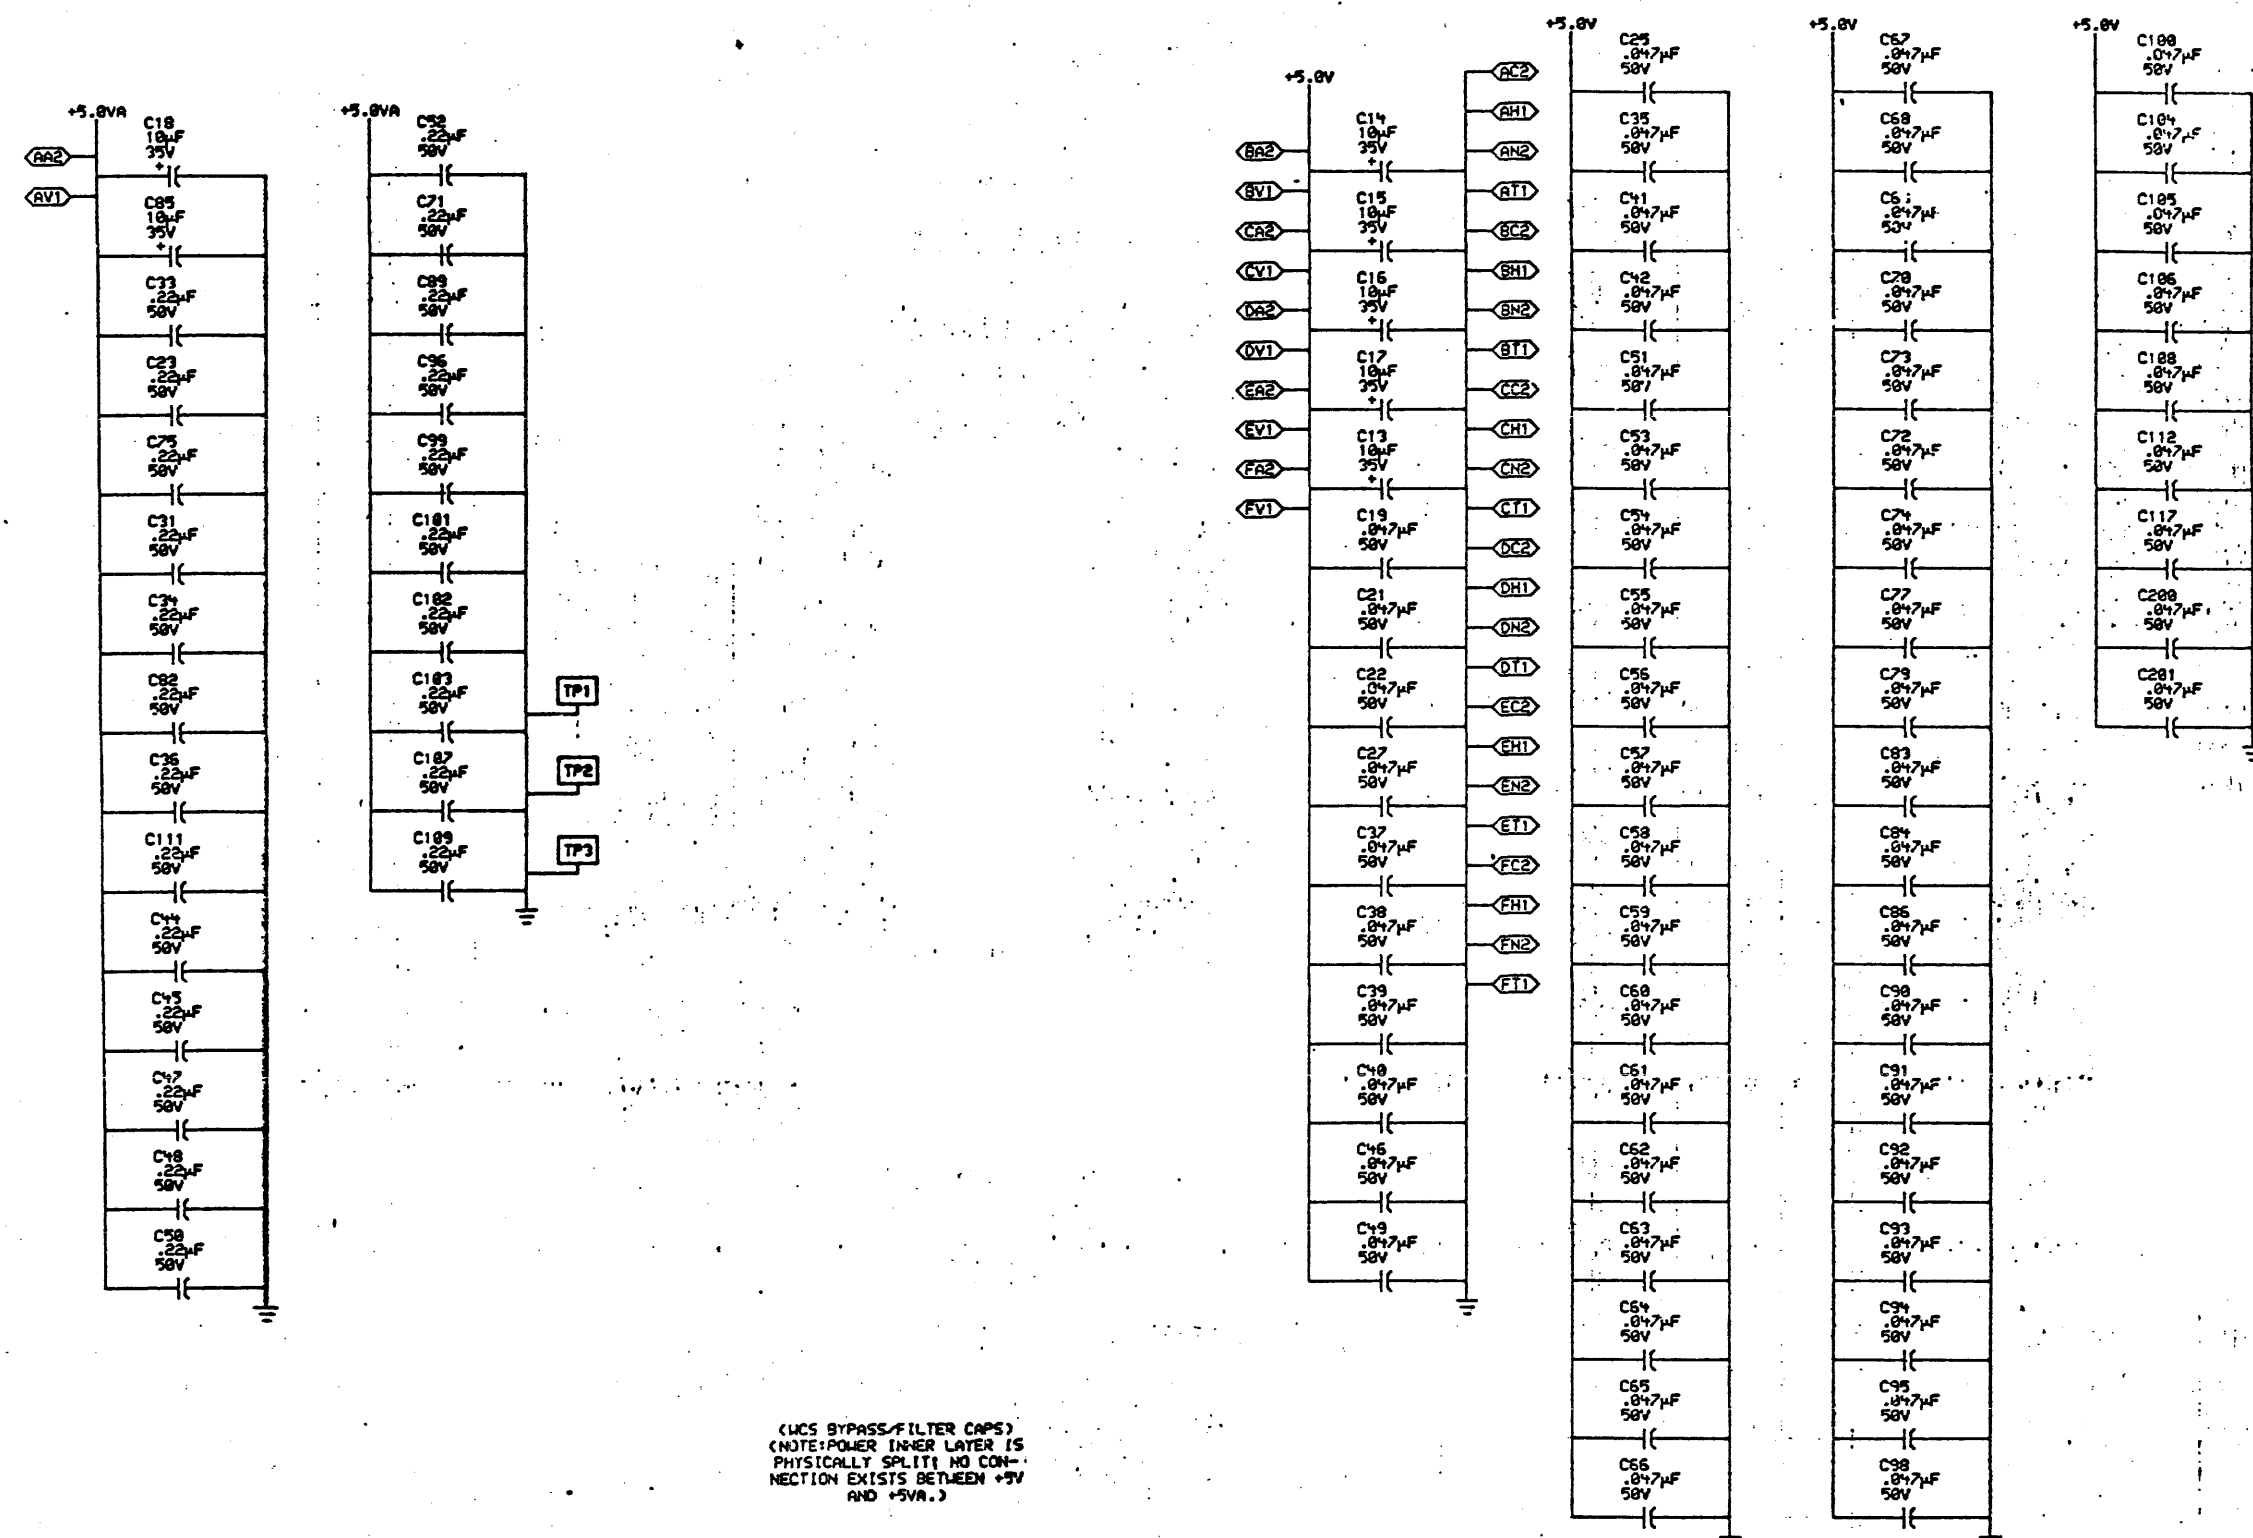 +5.0VA
AA2
AV1
C18
10µF
35V
+
C85
10µF
35V
+
C33
.22µF
50V
C23
.22µF
50V
C75
.22µF
50V
C31
.22µF
50V
C34
.22µF
50V
C82
.22µF
50V
C36
.22µF
50V
C111
.22µF
50V
C44
.22µF
50V
C45
.22µF
50V
C47
.22µF
50V
C48
.22µF
50V
C50
.22µF
50V
+5.0VA
C52
.22µF
50V
C71
.22µF
50V
C89
.22µF
50V
C96
.22µF
50V
C99
.22µF
50V
C101
.22µF
50V
C102
.22µF
50V
C103
.22µF
50V
C107
.22µF
50V
C109
.22µF
50V
TP1
TP2
TP3
(WCS BYPASS/FILTER CAPS)
(NOTE:POWER INNER LAYER IS
PHYSICALLY SPLIT; NO CON-
NECTION EXISTS BETWEEN +5V
AND +5VA.)
+5.0V
BA2
BV1
CA2
CV1
DA2
DV1
EA2
EV1
FA2
FV1
C14
10µF
35V
+
C15
10µF
35V
+
C16
10µF
35V
+
C17
10µF
35V
+
C13
10µF
35V
+
C19
.047µF
50V
C21
.047µF
50V
C22
.047µF
50V
C27
.047µF
50V
C37
.047µF
50V
C38
.047µF
50V
C39
.047µF
50V
C40
.047µF
50V
C46
.047µF
50V
C49
.047µF
50V
AC2
AH1
AN2
AT1
BC2
BH1
BN2
BT1
CC2
CH1
CN2
CT1
DC2
DH1
DN2
DT1
EC2
EH1
EN2
ET1
FC2
FH1
FN2
FT1
+5.0V
C25
.047µF
50V
C35
.047µF
50V
C41
.047µF
50V
C42
.047µF
50V
C51
.047µF
50V
C53
.047µF
50V
C54
.047µF
50V
C55
.047µF
50V
C56
.047µF
50V
C57
.047µF
50V
C58
.047µF
50V
C59
.047µF
50V
C60
.047µF
50V
C61
.047µF
50V
C62
.047µF
50V
C63
.047µF
50V
C64
.047µF
50V
C65
.047µF
50V
C66
.047µF
50V
+5.0V
C67
.047µF
50V
C68
.047µF
50V
.047µF
50V
C70
.047µF
50V
C73
.047µF
50V
C72
.047µF
50V
C74
.047µF
50V
C77
.047µF
50V
C79
.047µF
50V
C83
.047µF
50V
C84
.047µF
50V
C86
.047µF
50V
C90
.047µF
50V
C91
.047µF
50V
C92
.047µF
50V
C93
.047µF
50V
C94
.047µF
50V
C95
.047µF
50V
C98
.047µF
50V
+5.0V
C100
.047µF
50V
C104
.047µF
50V
C105
.047µF
50V
C106
.047µF
50V
C108
.047µF
50V
C112
.047µF
50V
C117
.047µF
50V
C200
.047µF
50V
C201
.047µF
50V